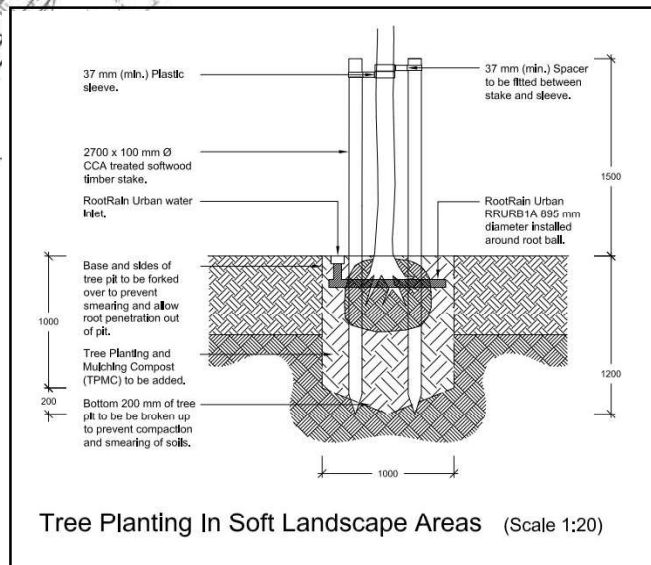 37 mm (min.) Plastic
sleeve.
37 mm (min.) Spacer
to be fitted between
stake and sleeve.
2700 x 100 mm Ø
CCA treated softwood
timber stake.
1500
RootRain Urban water
Inlet.
RootRain Urban
RRURB1A 895 mm
diameter installed
around root ball.
Base and sides of
tree pit to be forked
over to prevent
smearing and allow
root penetration out
of pit.
1000
Tree Planting and
Mulching Compost
(TPMC) to be added.
1200
200
Bottom 200 mm of tree
pit to be be broken up
to prevent compaction
and smearing of soils.
1000
Tree Planting In Soft Landscape Areas (Scale 1:20)